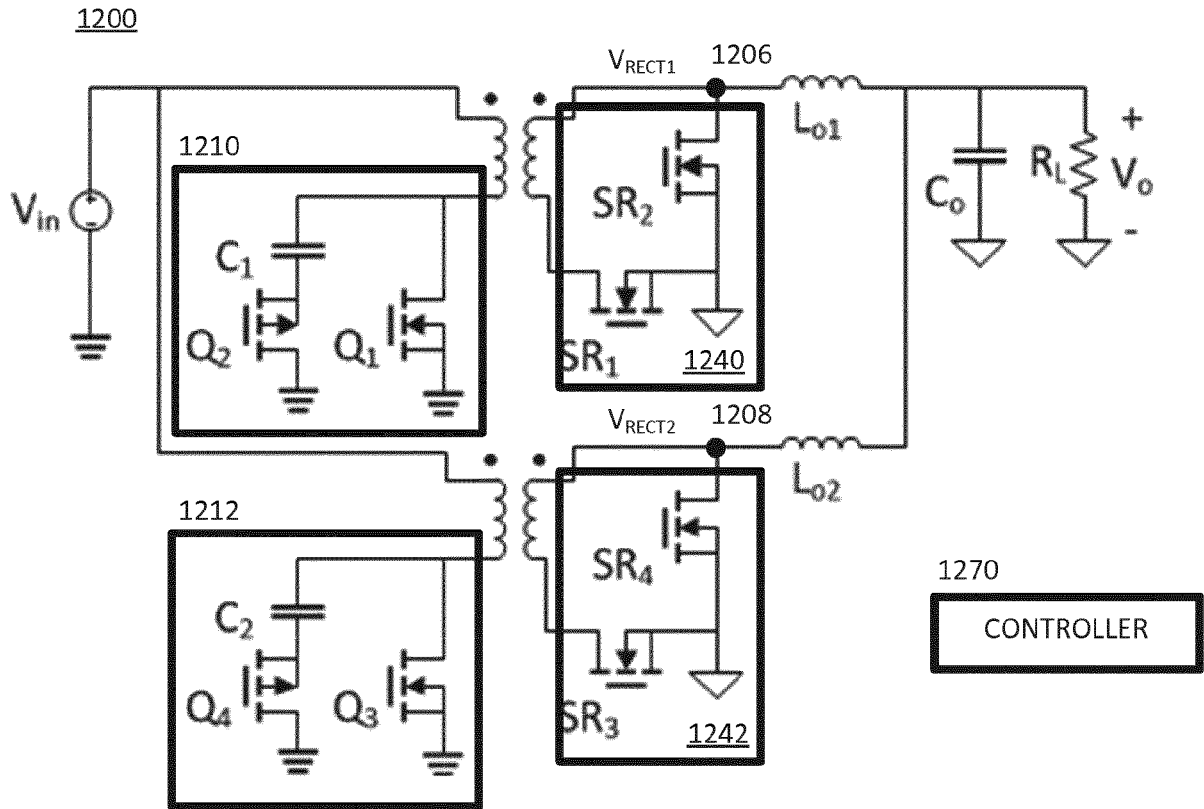 1200
V_RECT1 1206
L_o1
1210
V_in
C_1
Q_2
Q_1
SR_2
SR_1
1240
C_o
R_L
+
V_o
-
V_RECT2 1208
L_o2
1212
C_2
Q_4
Q_3
SR_4
SR_3
1242
1270
CONTROLLER